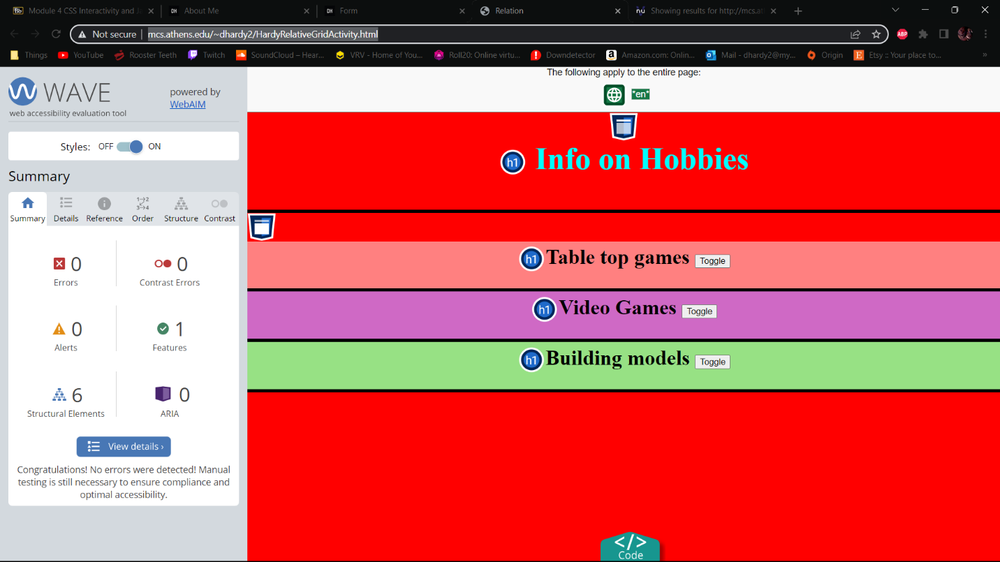 Module 4 CSS Interactivity and Ja
About Me
Form
Relation
Showing results for http://mcs.at
Not secure | mcs.athens.edu/~dhardy2/HardyRelativeGridActivity.html
ABP
Things
YouTube
Rooster Teeth
Twitch
SoundCloud – Hear...
VRV - Home of You...
Roll20: Online virtu...
Downdetector
Amazon.com: Onlin...
Mail - dhardy2@my...
Origin
Etsy :: Your place to...
»
WAVE
web accessibility evaluation tool
powered by
WebAIM
Styles: OFF ON
Summary
Summary
Details
Reference
Order
Structure
Contrast
0
Errors
0
Contrast Errors
0
Alerts
1
Features
6
Structural Elements
0
ARIA
View details ›
Congratulations! No errors were detected! Manual
testing is still necessary to ensure compliance and
optimal accessibility.
The following apply to the entire page:
*en*
h1 Info on Hobbies
h1 Table top games Toggle
h1 Video Games Toggle
h1 Building models Toggle
</>
Code